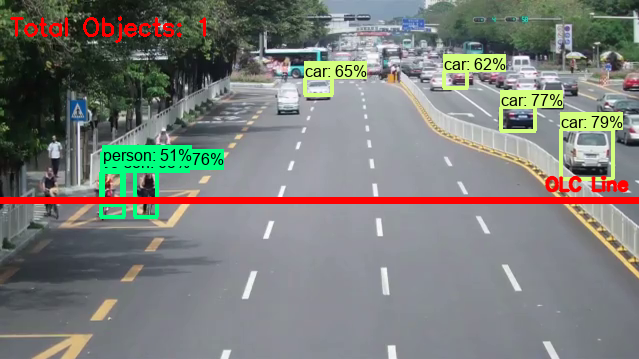 Total Objects: 1
car: 65%
car: 62%
car: 77%
car: 79%
person: 51%
76%
OLC Line